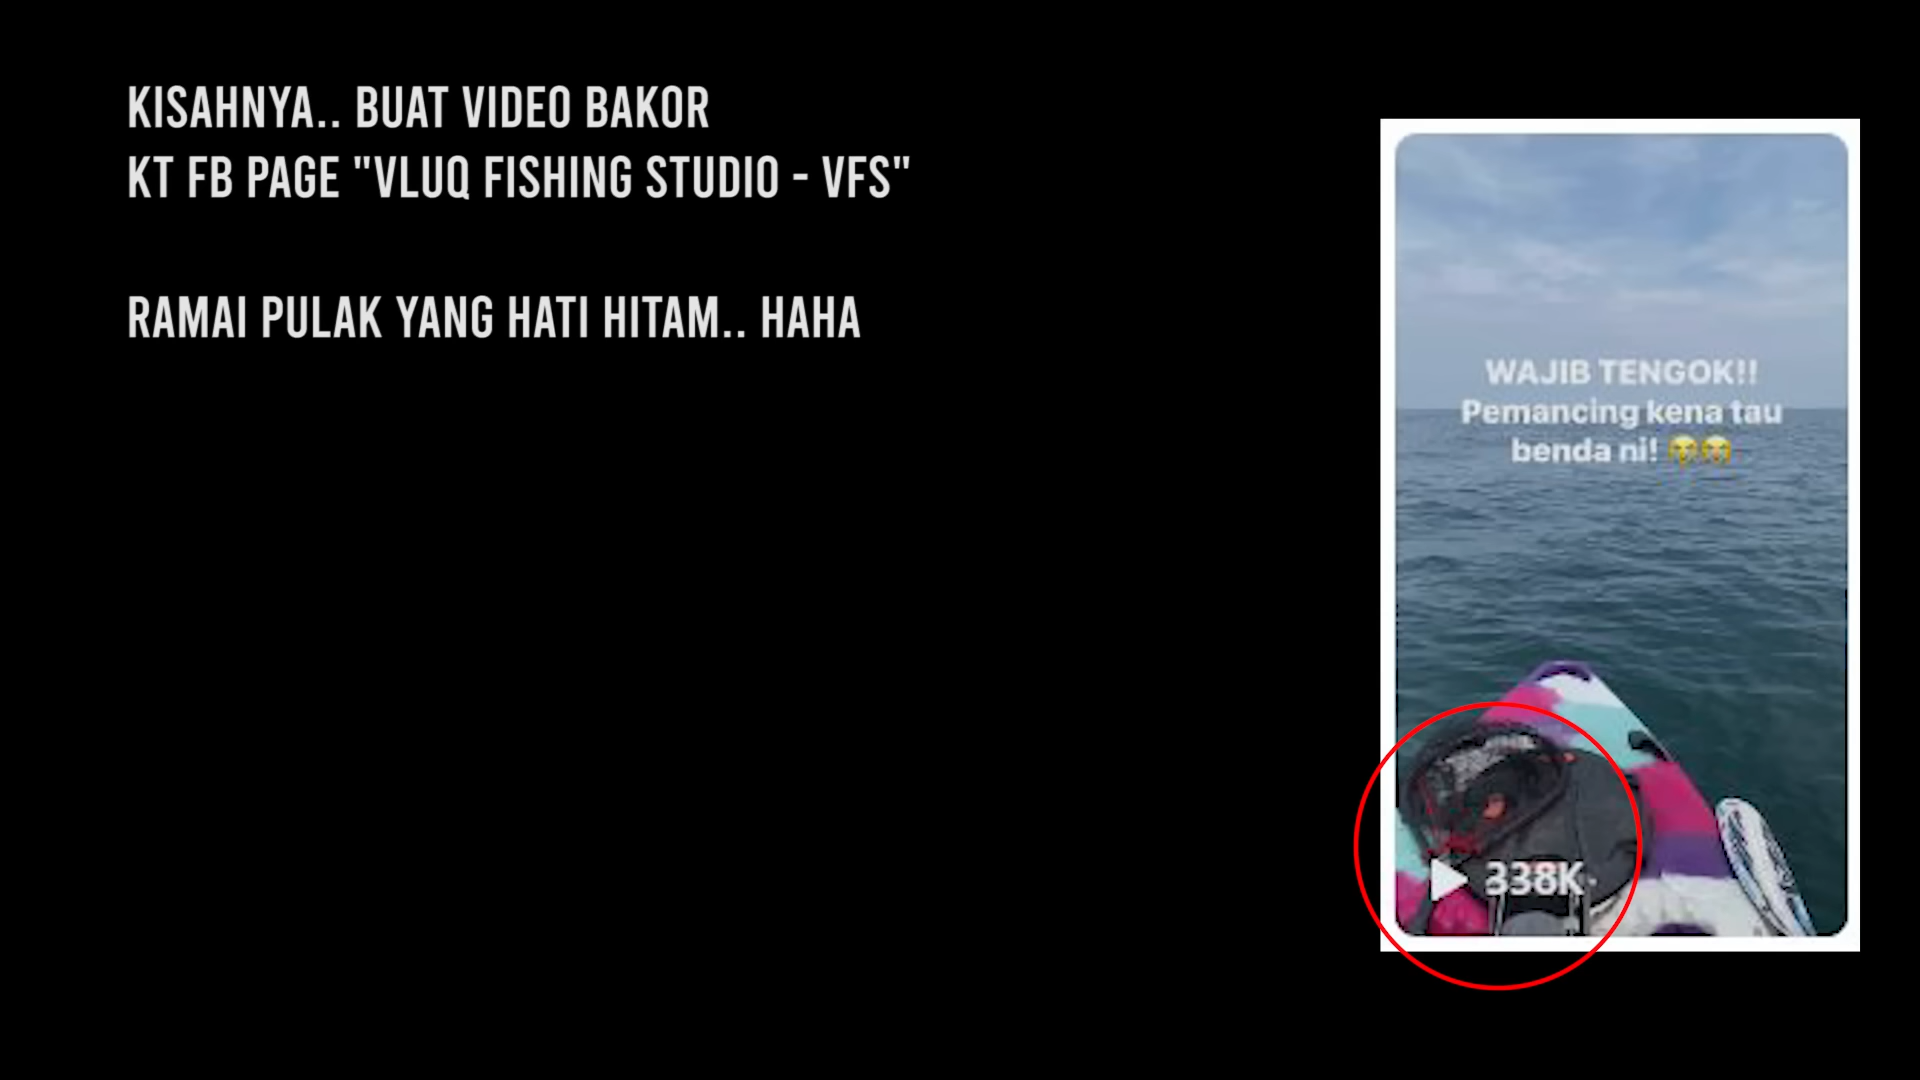 KISAHNYA.. BUAT VIDEO BAKOR
KT FB PAGE "VLUQ FISHING STUDIO - VFS"
RAMAI PULAK YANG HATI HITAM.. HAHA
WAJIB TENGOK!!
Pemancing kena tau
benda ni! 😭😭
338K